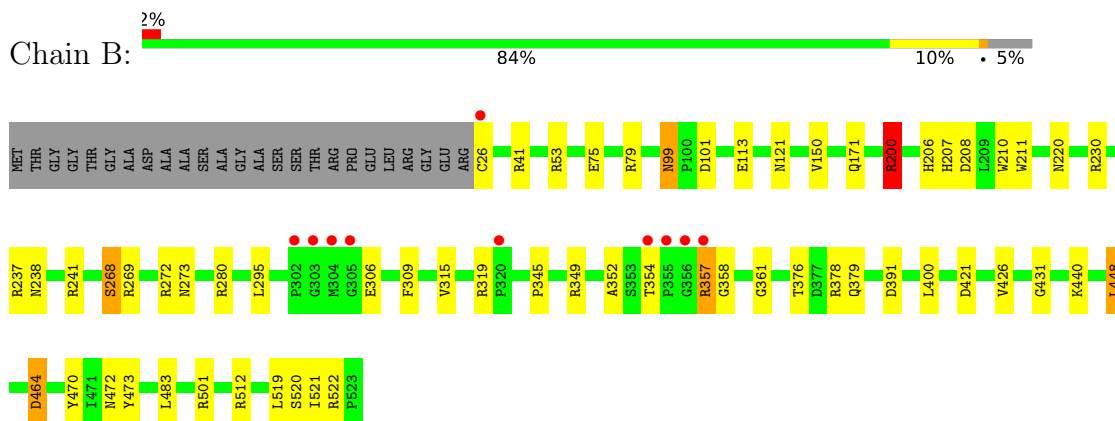 2%
Chain B:
84% 10% • 5%
MET THR GLY GLY THR GLY ALA ASP ALA ALA SER ALA GLY ALA SER SER THR ARG PRO GLU LEU ARG GLY GLU ARG C26 R41 R53 E75 R79 N99 P100 D101 E113 N121 V150 Q171 R200 H206 H207 D208 L209 W210 W211 N220 R230
R237 N238 R241 S268 R269 R272 N273 R280 L295 P302 G303 M304 G305 E306 F309 V315 R319 P320 P345 R349 A352 S353 T354 P355 G356 R357 G358 G361 T376 D377 R378 Q379 D391 L400 D421 V426 G431 K440
D464 Y470 I471 N472 Y473 L483 R501 R512 L519 S520 I521 R522 P523